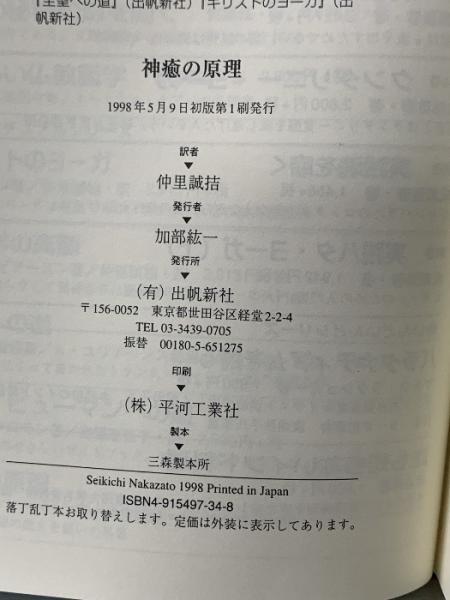 『至聖への道』（出帆新社）『キリストのヨーガ』（出
帆新社）
神癒の原理
1998年5月9日初版第1刷発行
訳者
▼
仲里誠桔
発行者
▼
加部紘一
発行所
▼
（有）出帆新社
〒156-0052 東京都世田谷区経堂2-2-4
TEL 03-3439-0705
振替 00180-5-651275
印刷
▼
（株）平河工業社
製本
▼
三森製本所
Seikichi Nakazato 1998 Printed in Japan
ISBN4-915497-34-8
落丁乱丁本お取り替えします。定価は外装に表示してあります。